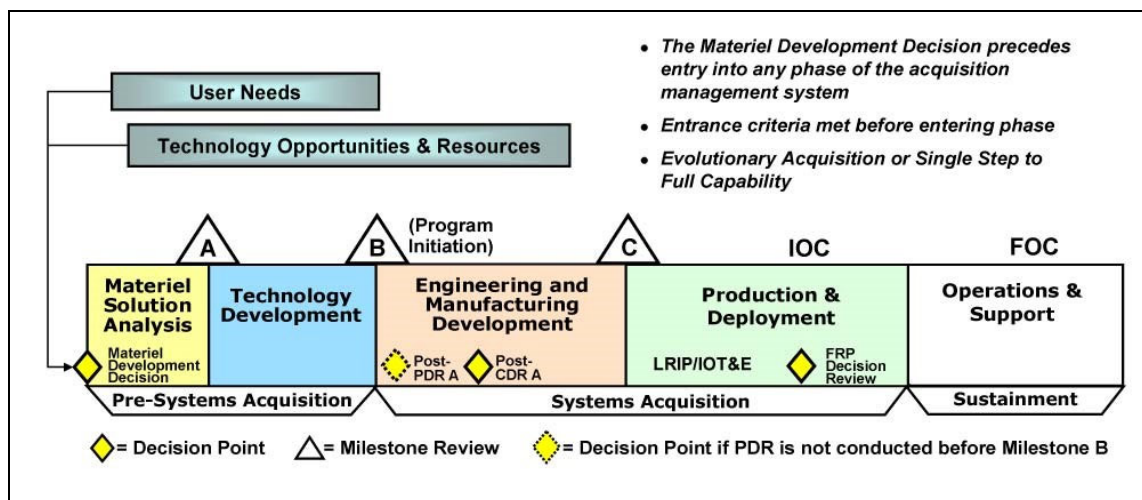 User Needs
Technology Opportunities & Resources
• The Materiel Development Decision precedes
entry into any phase of the acquisition
management system
• Entrance criteria met before entering phase
• Evolutionary Acquisition or Single Step to
Full Capability
A
B
(Program
Initiation)
C
IOC
FOC
Materiel
Solution
Analysis
Materiel
Development
Decision
Technology
Development
Engineering and
Manufacturing
Development
Post-
PDR A
Post-
CDR A
Production &
Deployment
LRIP/IOT&E
FRP
Decision
Review
Operations &
Support
Pre-Systems Acquisition
Systems Acquisition
Sustainment
= Decision Point
= Milestone Review
= Decision Point if PDR is not conducted before Milestone B